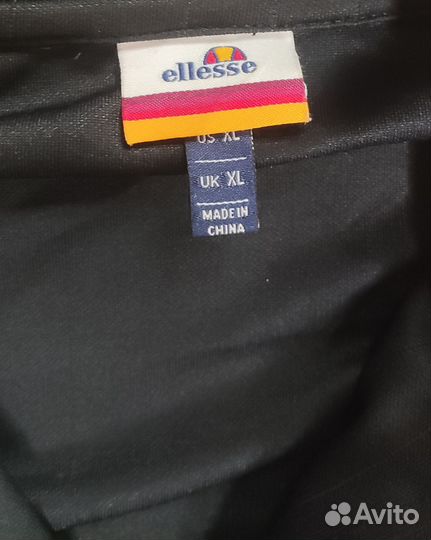 ellesse
US XL
UK XL
MADE IN
CHINA
Avito